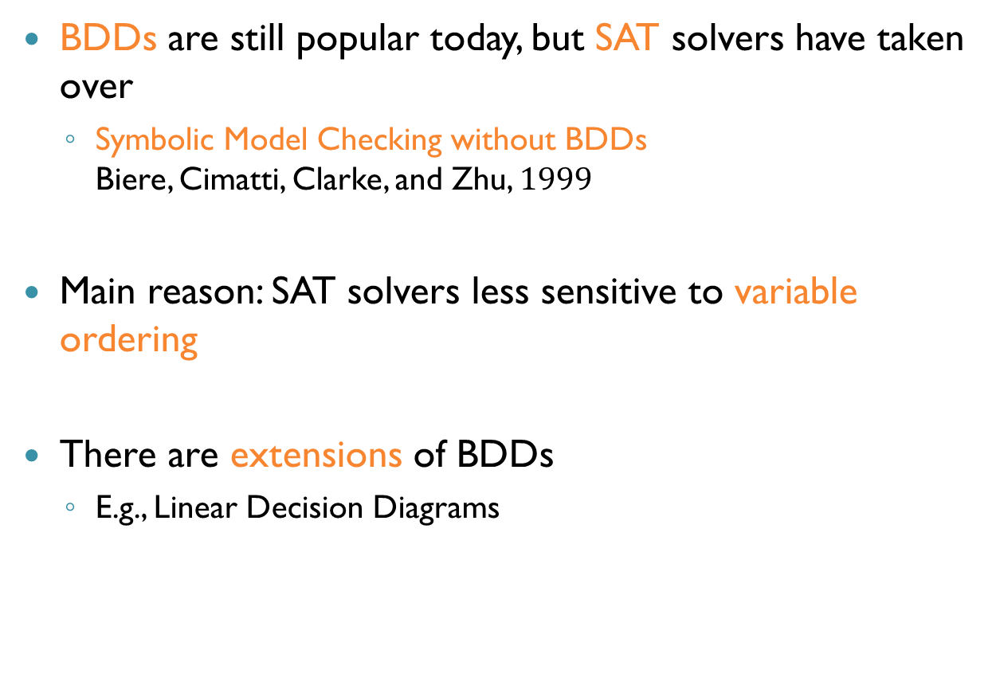 • BDDs are still popular today, but SAT solvers have taken
over
◦ Symbolic Model Checking without BDDs
Biere, Cimatti, Clarke, and Zhu, 1999
• Main reason: SAT solvers less sensitive to variable
ordering
• There are extensions of BDDs
◦ E.g., Linear Decision Diagrams